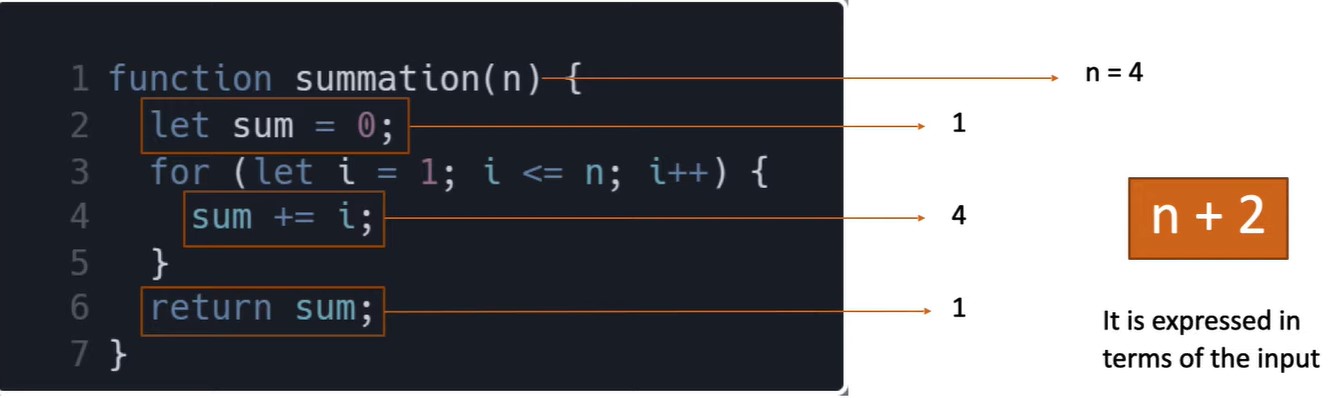 1 function summation(n) {
2 let sum = 0;
3 for (let i = 1; i <= n; i++) {
4 sum += i;
5 }
6 return sum;
7 }
n = 4
1
4
1
n + 2
It is expressed in
terms of the input